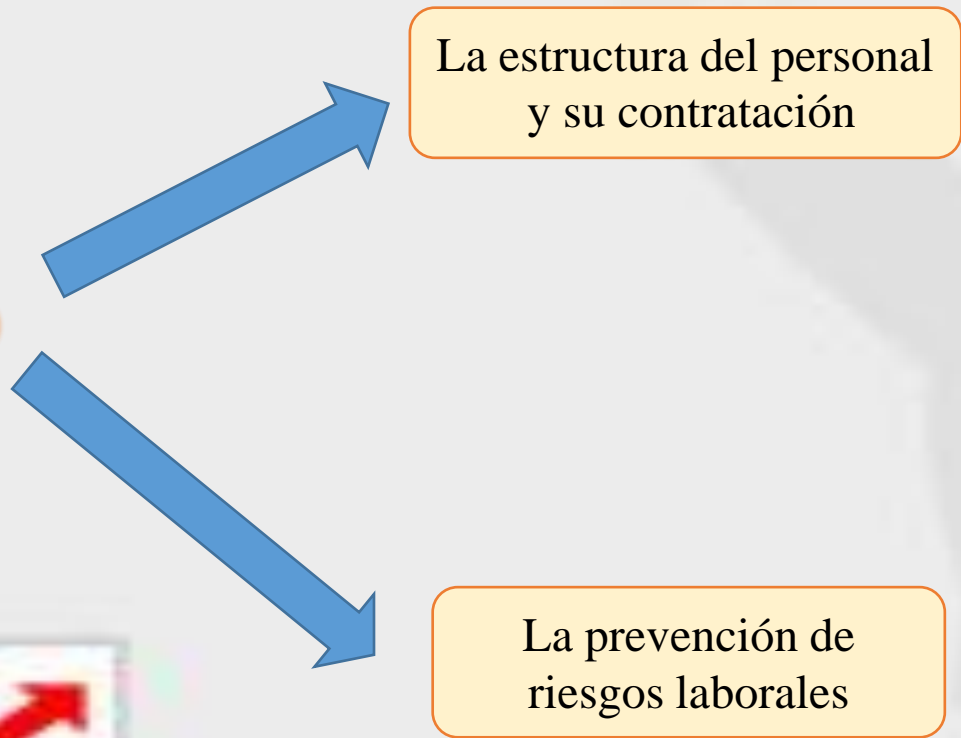 La estructura del personal
y su contratación
La prevención de
riesgos laborales